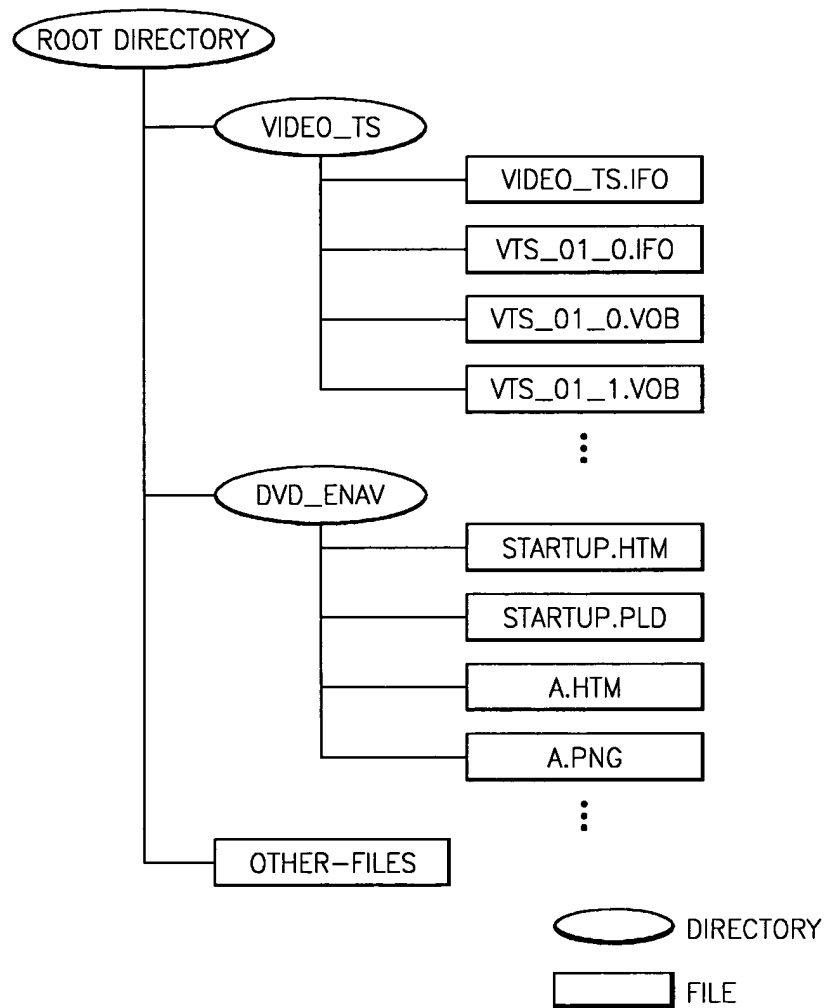 ROOT DIRECTORY
VIDEO_TS
VIDEO_TS.IFO
VTS_01_0.IFO
VTS_01_0.VOB
VTS_01_1.VOB
DVD_ENAV
STARTUP.HTM
STARTUP.PLD
A.HTM
A.PNG
OTHER-FILES
DIRECTORY
FILE